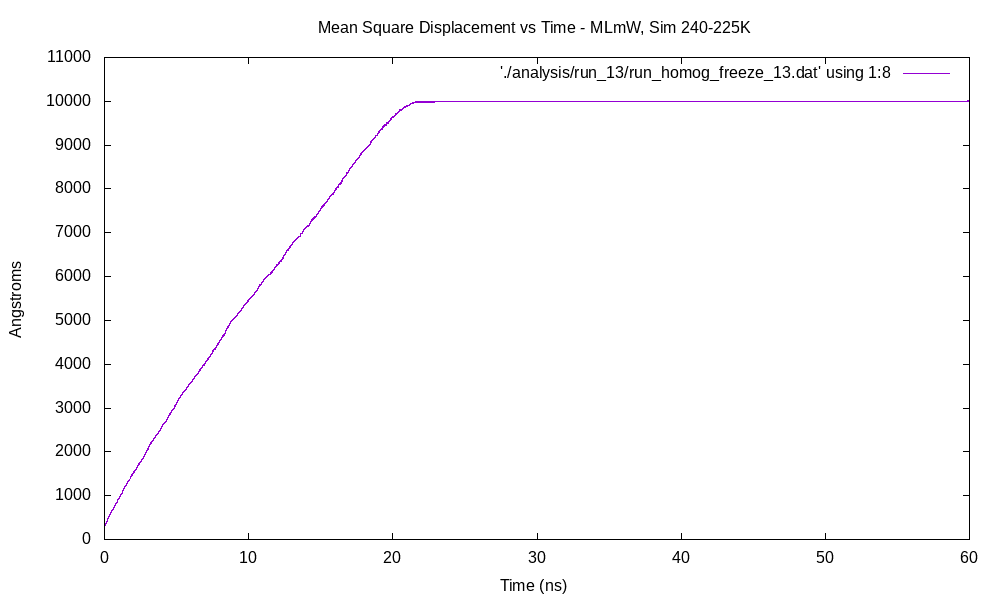 Mean Square Displacement vs Time - MLmW, Sim 240-225K
'./analysis/run_13/run_homog_freeze_13.dat' using 1:8
11000
10000
9000
8000
7000
6000
5000
4000
3000
2000
1000
0
Angstroms
0 10 20 30 40 50 60
Time (ns)